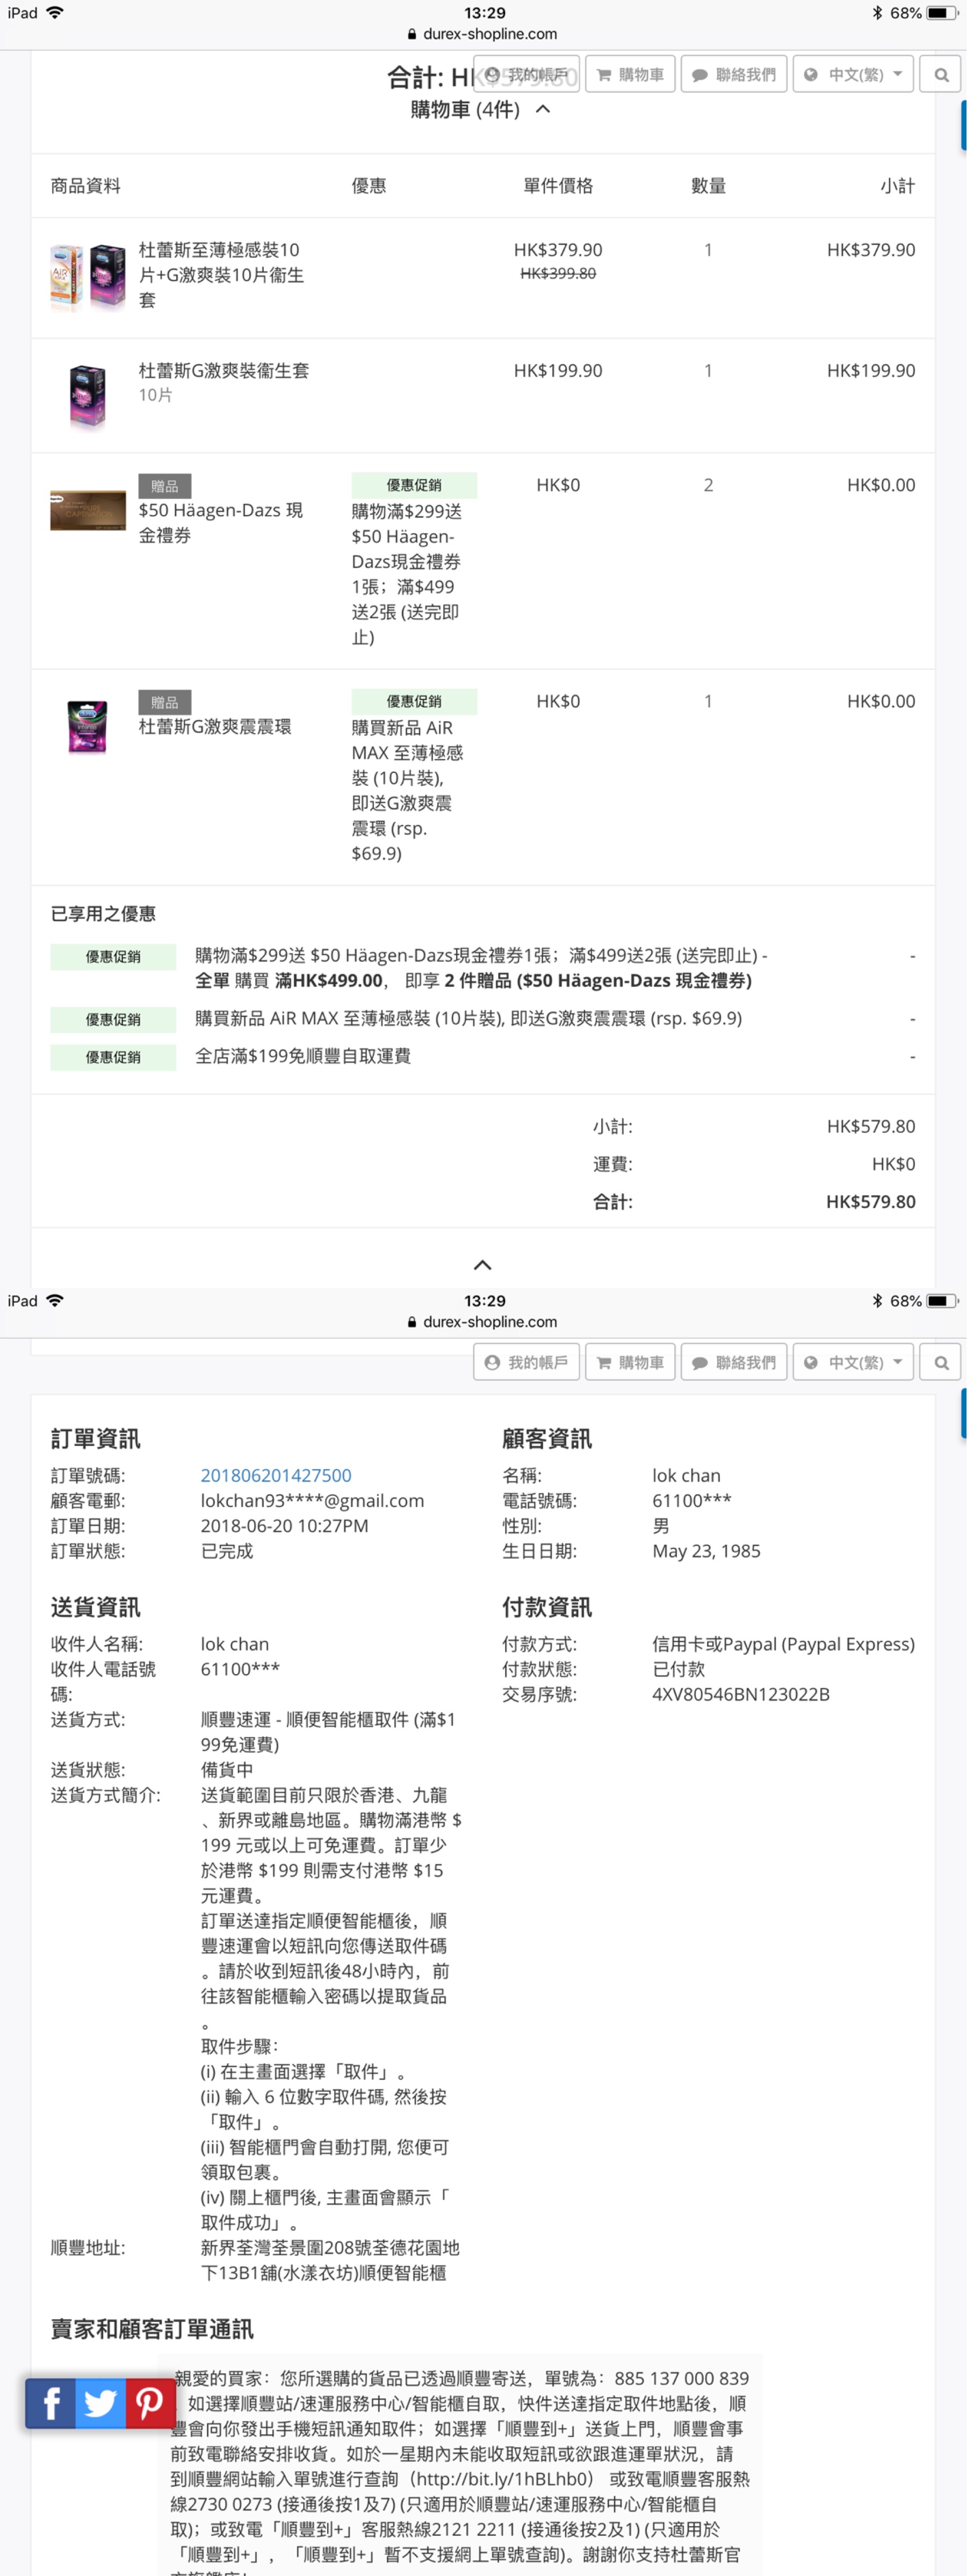 iPad 13:29 68%
durex-shopline.com
合計: HK$579.80
我的帳戶 購物車 聯絡我們 中文(繁)
購物車 (4件)
商品資料 優惠 單件價格 數量 小計
杜蕾斯至薄極感裝10
片+G激爽裝10片衞生
套
HK$379.90 1 HK$379.90
HK$399.80
杜蕾斯G激爽裝衞生套
10片
HK$199.90 1 HK$199.90
贈品
$50 Häagen-Dazs 現
金禮券
優惠促銷
購物滿$299送
$50 Häagen-
Dazs現金禮券
1張；滿$499
送2張 (送完即
止)
HK$0 2 HK$0.00
贈品
杜蕾斯G激爽震震環
優惠促銷
購買新品 AiR
MAX 至薄極感
裝 (10片裝),
即送G激爽震
震環 (rsp.
$69.9)
HK$0 1 HK$0.00
已享用之優惠
優惠促銷 購物滿$299送 $50 Häagen-Dazs現金禮券1張；滿$499送2張 (送完即止) - -
全單 購買 滿HK$499.00， 即享 2 件贈品 ($50 Häagen-Dazs 現金禮券)
優惠促銷 購買新品 AiR MAX 至薄極感裝 (10片裝), 即送G激爽震震環 (rsp. $69.9) -
優惠促銷 全店滿$199免順豐自取運費 -
小計: HK$579.80
運費: HK$0
合計: HK$579.80
iPad 13:29 68%
durex-shopline.com
我的帳戶 購物車 聯絡我們 中文(繁)
訂單資訊
訂單號碼: 201806201427500
顧客電郵: lokchan93****@gmail.com
訂單日期: 2018-06-20 10:27PM
訂單狀態: 已完成
顧客資訊
名稱: lok chan
電話號碼: 61100***
性別: 男
生日日期: May 23, 1985
送貨資訊
收件人名稱: lok chan
收件人電話號 61100***
碼:
送貨方式: 順豐速運 - 順便智能櫃取件 (滿$1
99免運費)
送貨狀態: 備貨中
送貨方式簡介: 送貨範圍目前只限於香港、九龍
、新界或離島地區。購物滿港幣 $
199 元或以上可免運費。訂單少
於港幣 $199 則需支付港幣 $15
元運費。
訂單送達指定順便智能櫃後，順
豐速運會以短訊向您傳送取件碼
。請於收到短訊後48小時內，前
往該智能櫃輸入密碼以提取貨品
。
取件步驟：
(i) 在主畫面選擇「取件」。
(ii) 輸入 6 位數字取件碼, 然後按
「取件」。
(iii) 智能櫃門會自動打開, 您便可
領取包裹。
(iv) 關上櫃門後, 主畫面會顯示「
取件成功」。
順豐地址: 新界荃灣荃景圍208號荃德花園地
下13B1舖(水漾衣坊)順便智能櫃
付款資訊
付款方式: 信用卡或Paypal (Paypal Express)
付款狀態: 已付款
交易序號: 4XV80546BN123022B
賣家和顧客訂單通訊
親愛的買家：您所選購的貨品已透過順豐寄送，單號為：885 137 000 839
如選擇順豐站/速運服務中心/智能櫃自取，快件送達指定取件地點後，順
豐會向你發出手機短訊通知取件；如選擇「順豐到+」送貨上門，順豐會事
前致電聯絡安排收貨。如於一星期內未能收取短訊或欲跟進運單狀況，請
到順豐網站輸入單號進行查詢（http://bit.ly/1hBLhb0） 或致電順豐客服熱
線2730 0273 (接通後按1及7) (只適用於順豐站/速運服務中心/智能櫃自
取)；或致電「順豐到+」客服熱線2121 2211 (接通後按2及1) (只適用於
「順豐到+」，「順豐到+」暫不支援網上單號查詢)。謝謝你支持杜蕾斯官